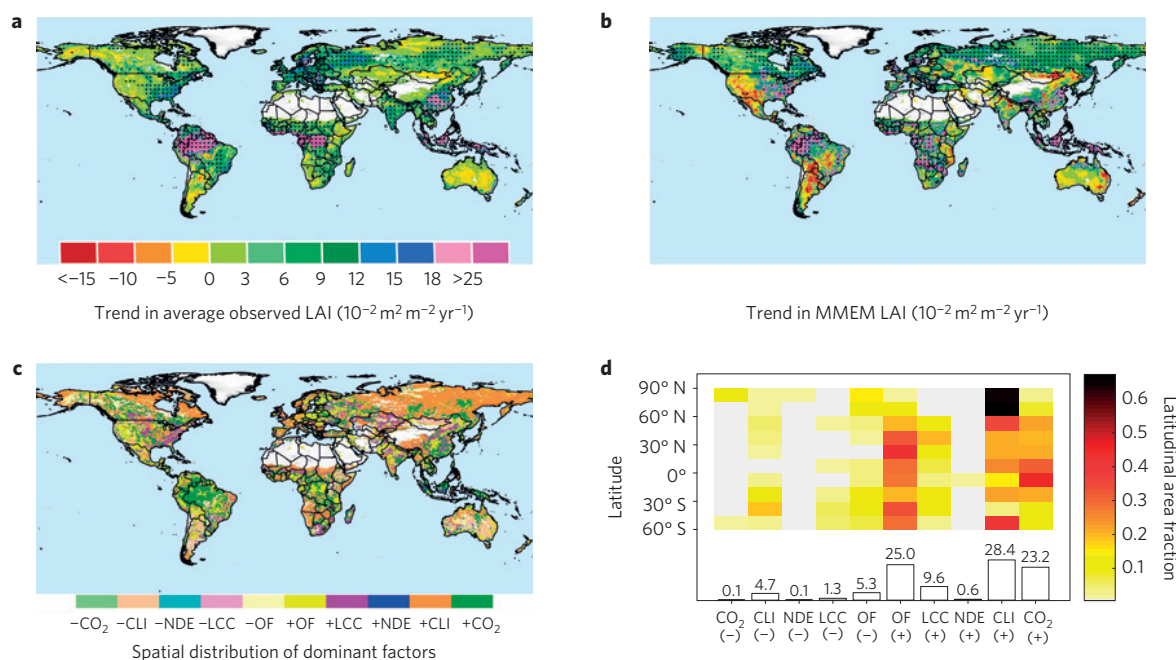 a
b
<−15 −10 −5 0 3 6 9 12 15 18 >25
Trend in average observed LAI (10⁻² m² m⁻² yr⁻¹)
Trend in MMEM LAI (10⁻² m² m⁻² yr⁻¹)
c
−CO₂ −CLI −NDE −LCC −OF +OF +LCC +NDE +CLI +CO₂
Spatial distribution of dominant factors
d
90° N
60° N
30° N
0°
30° S
60° S
Latitude
0.1 4.7 0.1 1.3 5.3 25.0 9.6 0.6 28.4 23.2
CO₂ CLI NDE LCC OF OF LCC NDE CLI CO₂
(−) (−) (−) (−) (−) (+) (+) (+) (+) (+)
0.6
0.5
0.4
0.3
0.2
0.1
Latitudinal area fraction